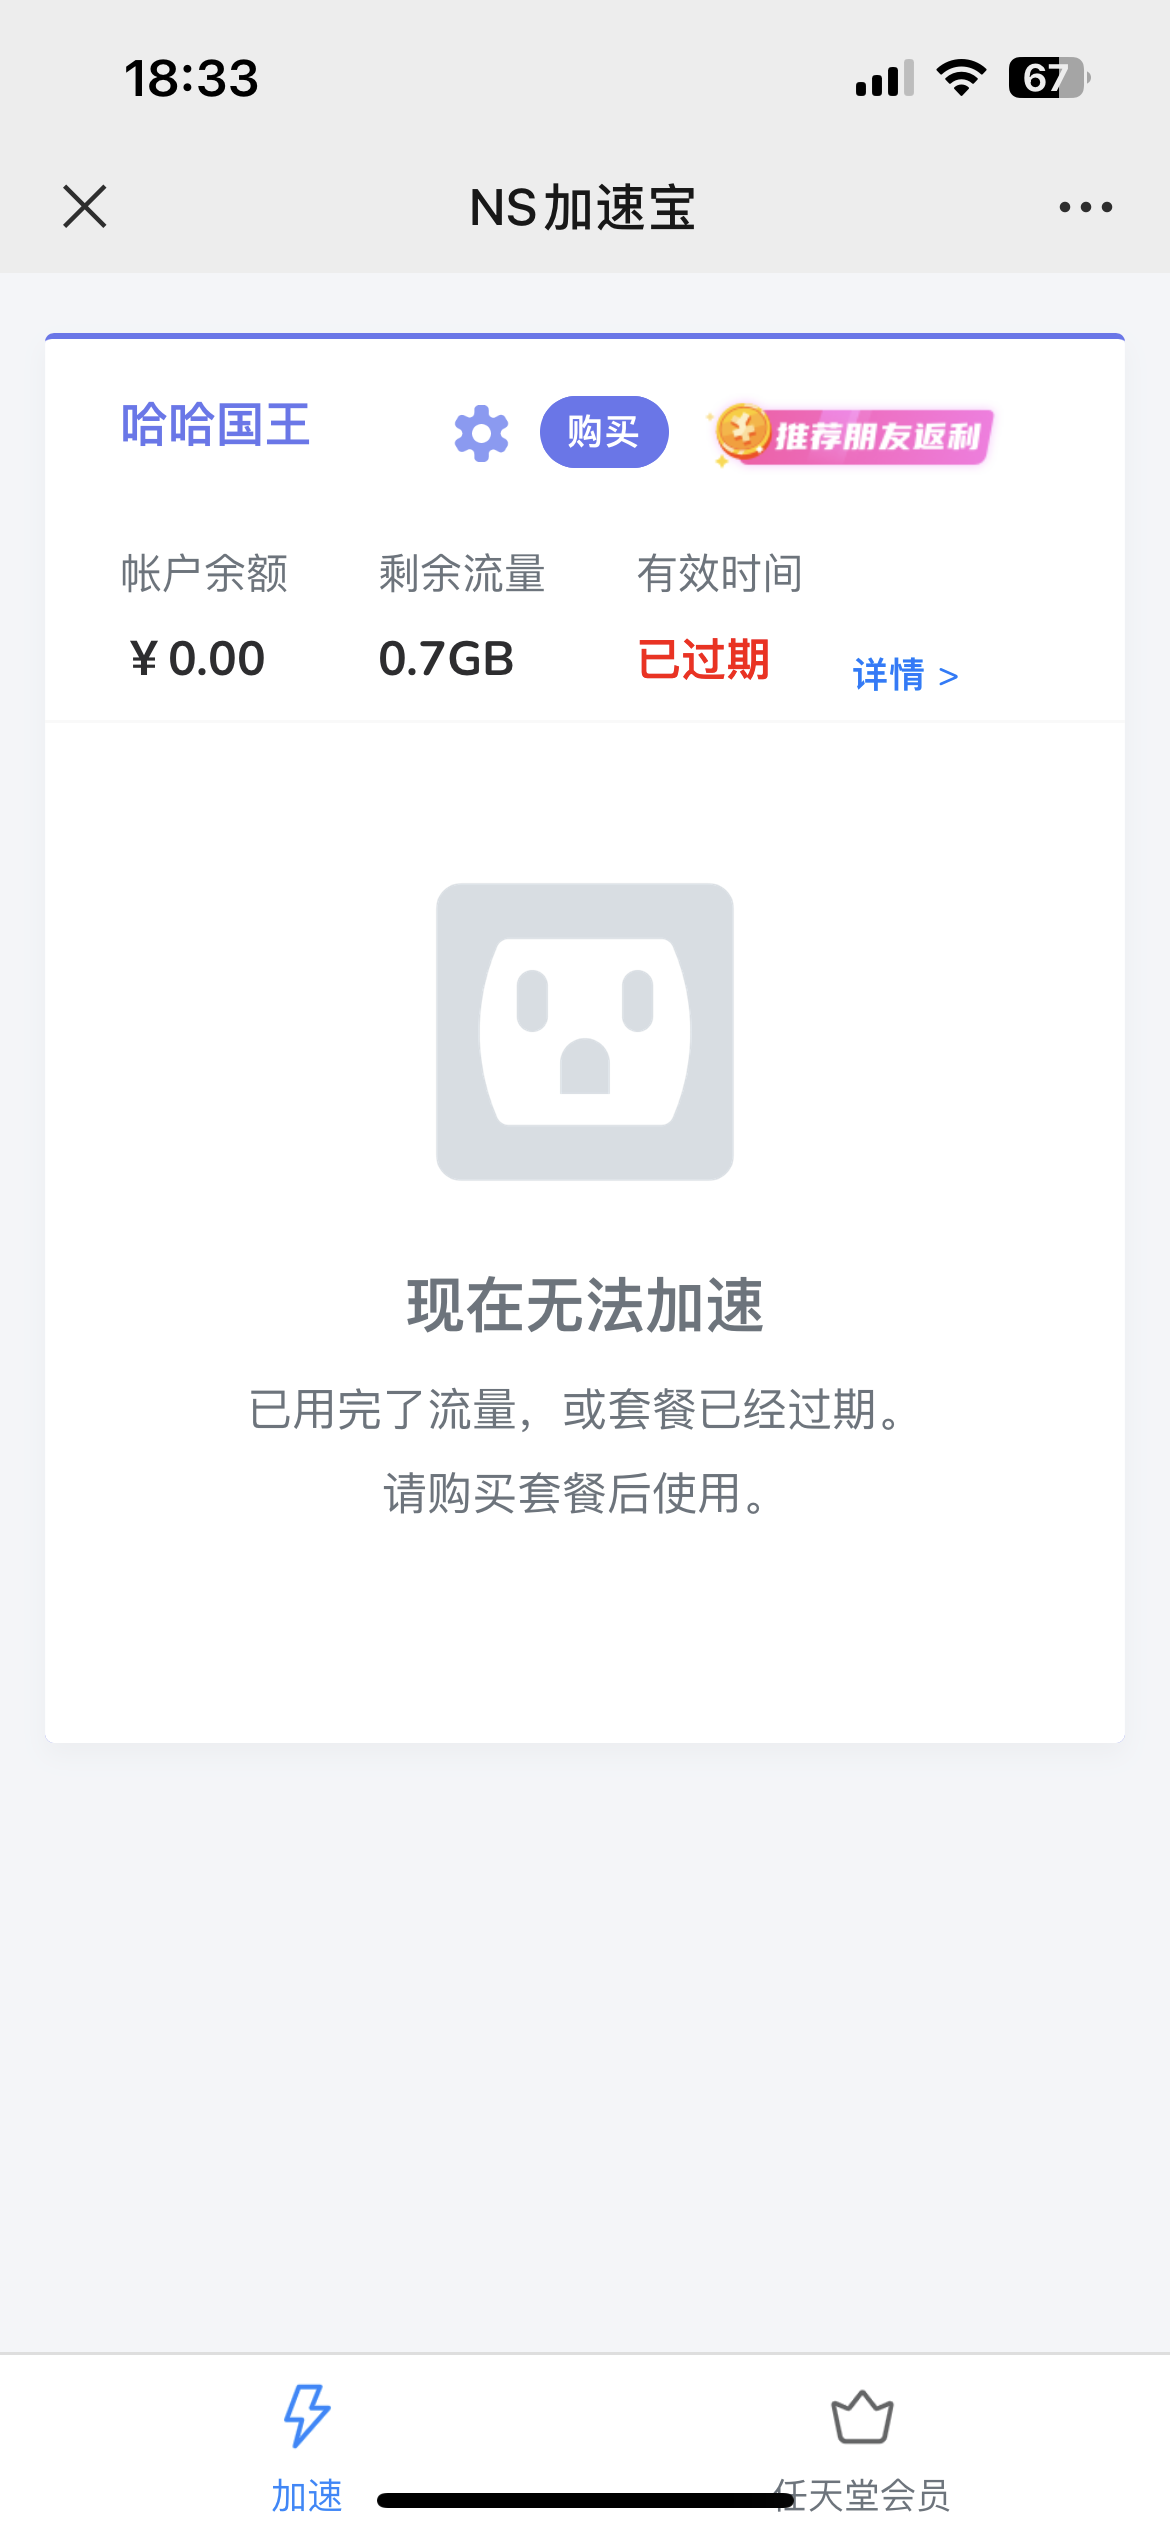 18:33
67
NS加速宝
哈哈国王
购买
推荐朋友返利
帐户余额
剩余流量
有效时间
¥ 0.00
0.7GB
已过期
详情 >
现在无法加速
已用完了流量，或套餐已经过期。
请购买套餐后使用。
加速
任天堂会员